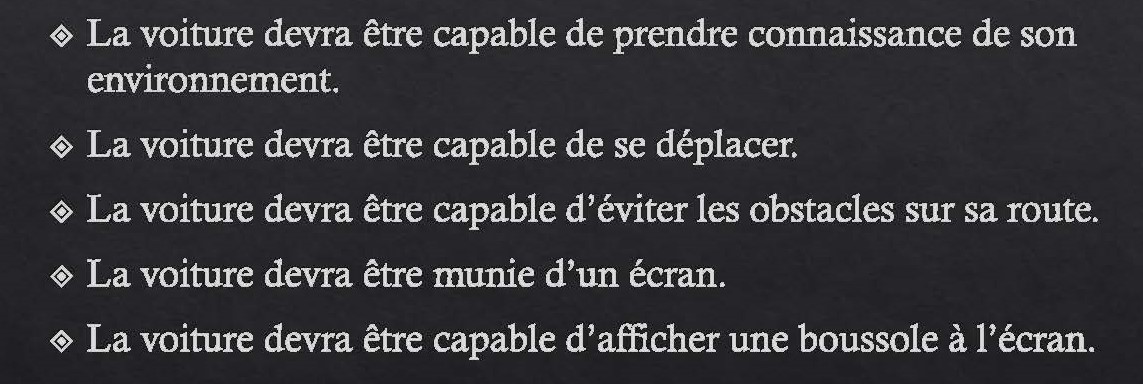 La voiture devra être capable de prendre connaissance de son
environnement.
La voiture devra être capable de se déplacer.
La voiture devra être capable d’éviter les obstacles sur sa route.
La voiture devra être munie d’un écran.
La voiture devra être capable d’afficher une boussole à l’écran.